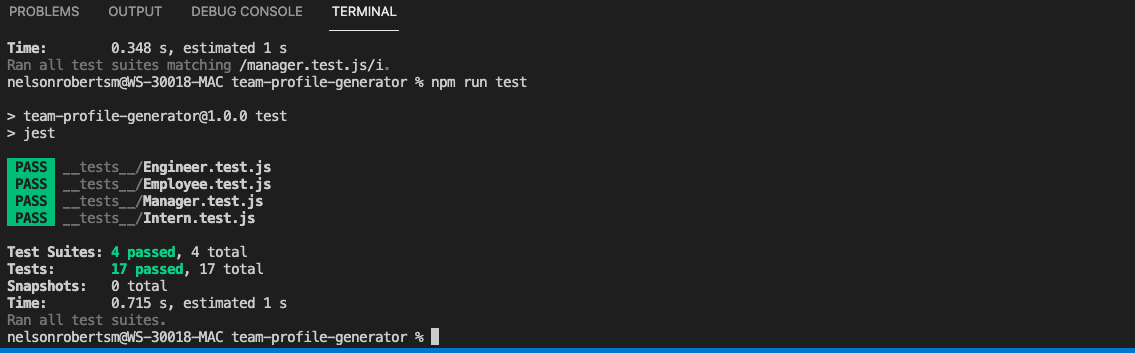 PROBLEMS OUTPUT DEBUG CONSOLE TERMINAL
Time: 0.348 s, estimated 1 s
Ran all test suites matching /manager.test.js/i.
nelsonrobertsm@WS-30018-MAC team-profile-generator % npm run test
> team-profile-generator@1.0.0 test
> jest
PASS __tests__/Engineer.test.js
PASS __tests__/Employee.test.js
PASS __tests__/Manager.test.js
PASS __tests__/Intern.test.js
Test Suites: 4 passed, 4 total
Tests: 17 passed, 17 total
Snapshots: 0 total
Time: 0.715 s, estimated 1 s
Ran all test suites.
nelsonrobertsm@WS-30018-MAC team-profile-generator %